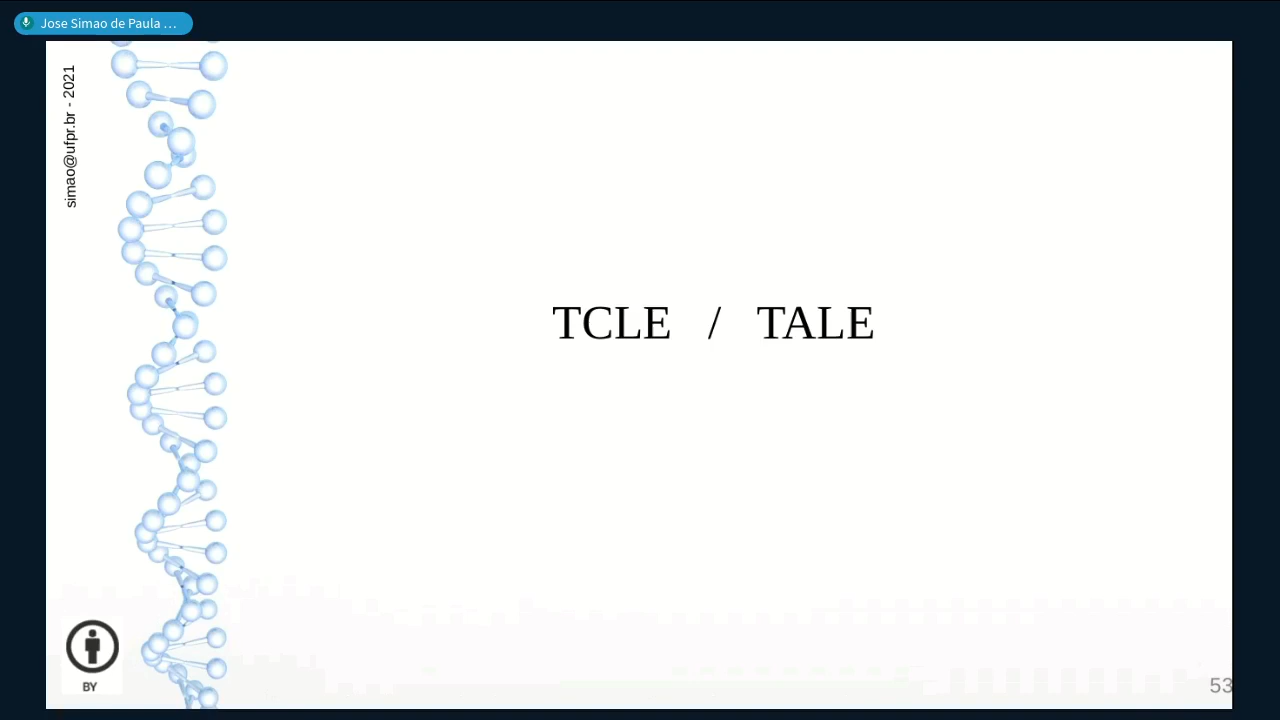 Jose Simao de Paula ...
simao@ufpr.br - 2021
TCLE / TALE
BY
53